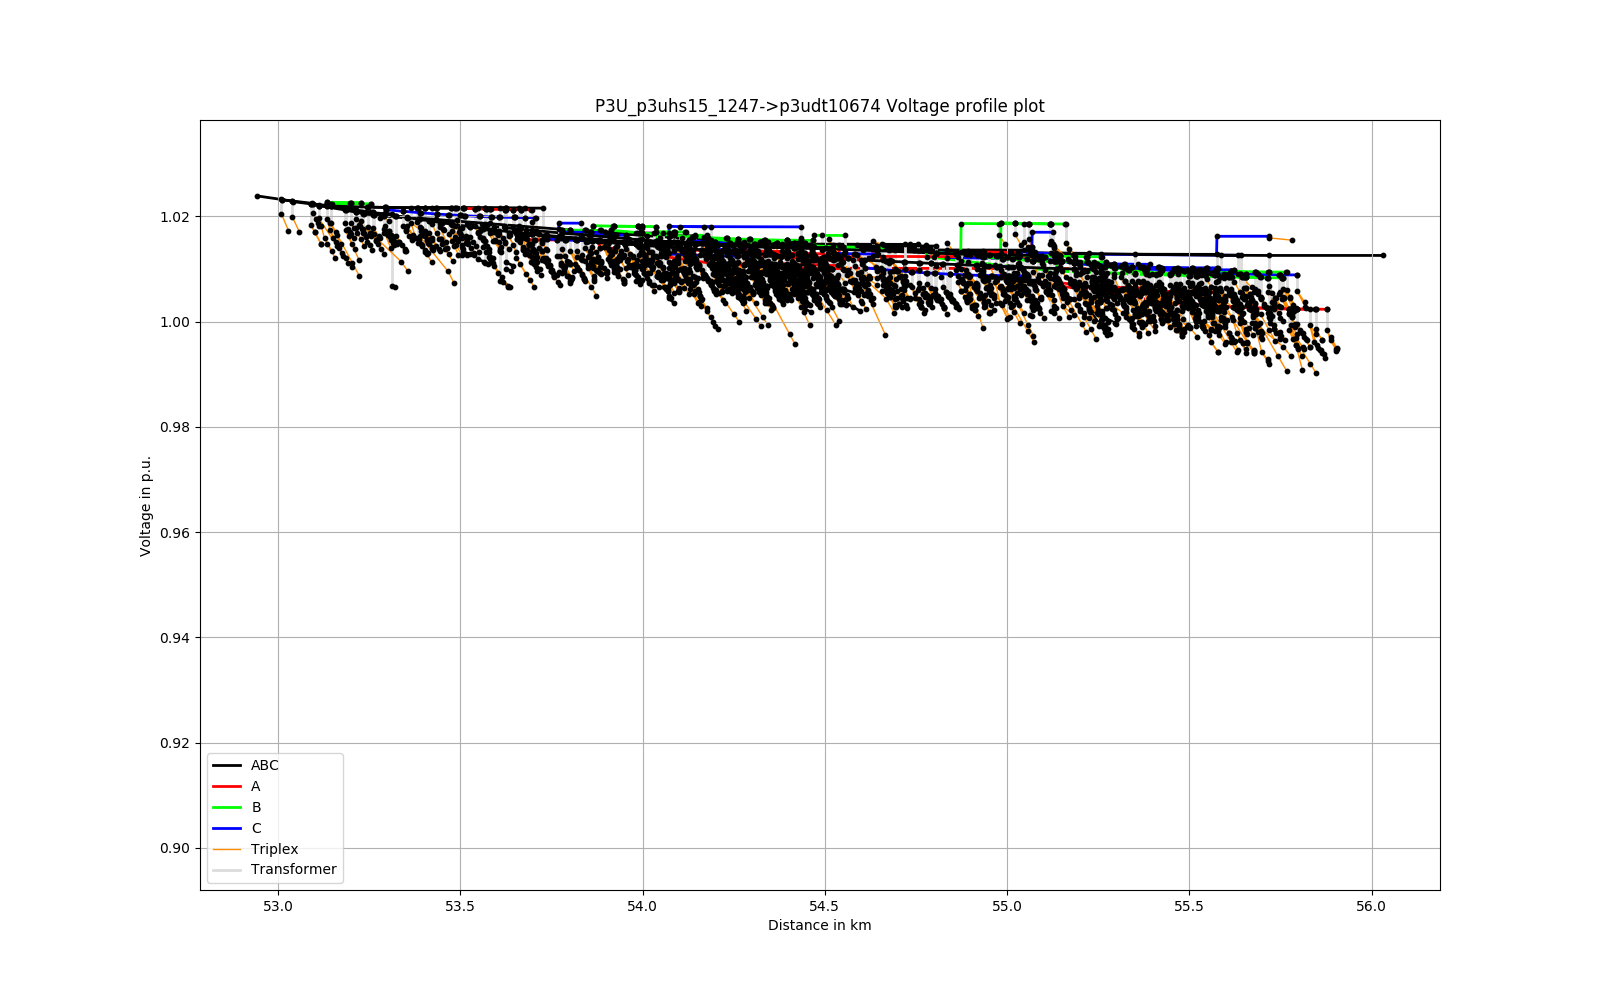 P3U_p3uhs15_1247->p3udt10674 Voltage profile plot
1.02
1.00
0.98
0.96
0.94
0.92
0.90
Voltage in p.u.
ABC
A
B
C
Triplex
Transformer
53.0
53.5
54.0
54.5
55.0
55.5
56.0
Distance in km